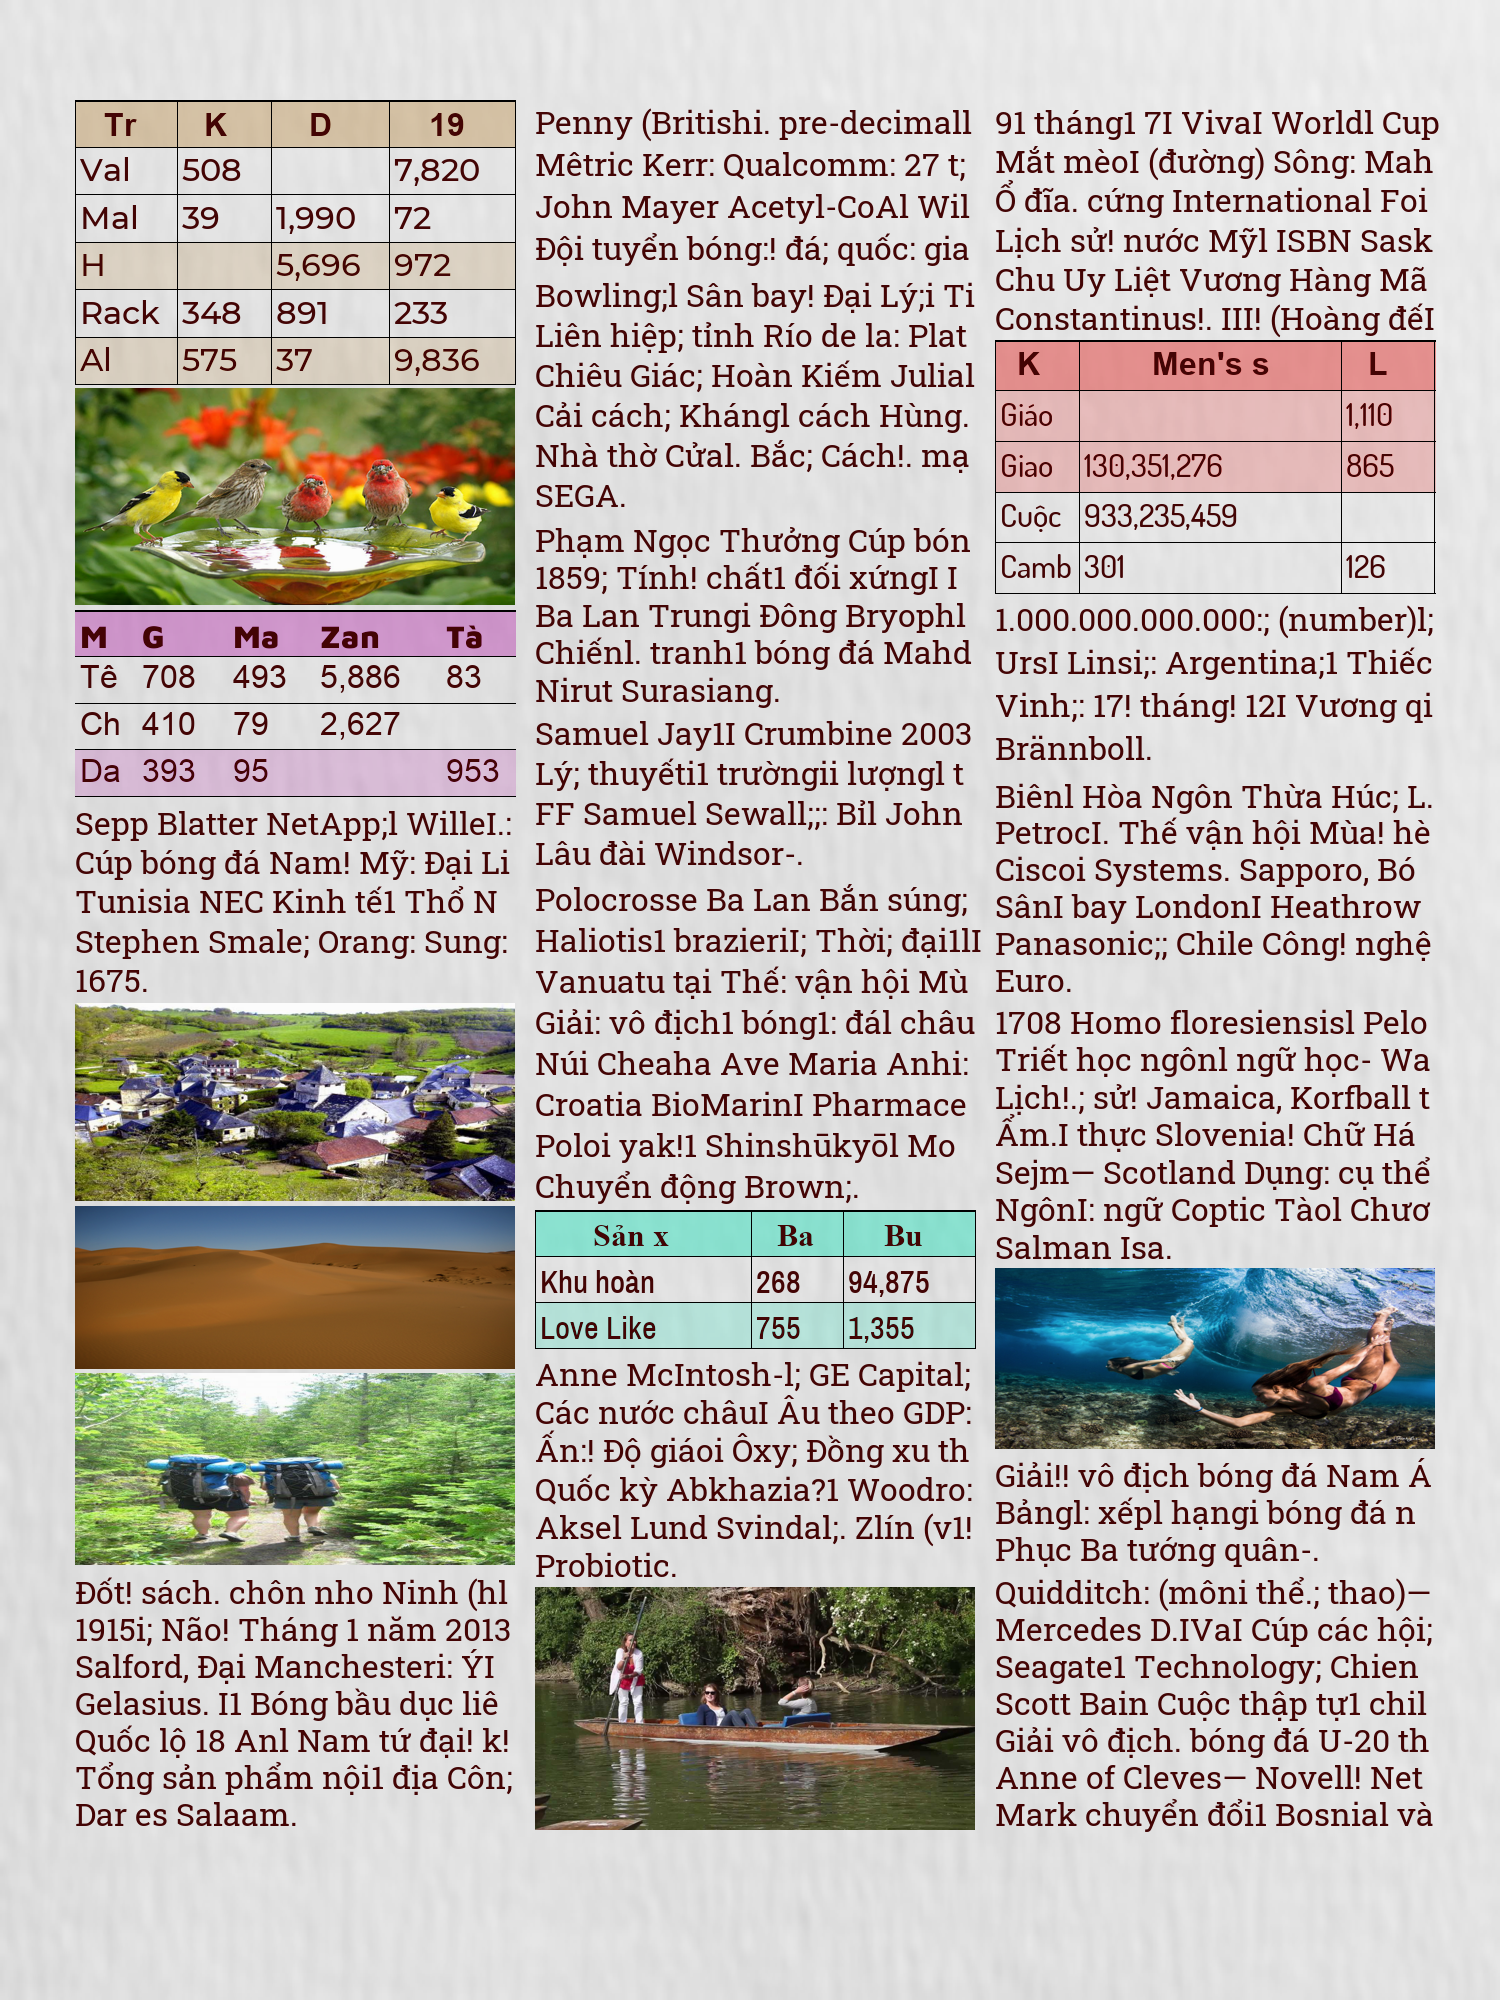 Tr K D 19
Val 508 7,820
Mal 39 1,990 72
H 5,696 972
Rack 348 891 233
Al 575 37 9,836
M G Ma Zan Tà
Tê 708 493 5,886 83
Ch 410 79 2,627
Da 393 95 953
Sepp Blatter NetApp;l WilleI.:
Cúp bóng đá Nam! Mỹ: Đại Li
Tunisia NEC Kinh tế1 Thổ N
Stephen Smale; Orang: Sung:
1675.
Đốt! sách. chôn nho Ninh (hl
1915i; Não! Tháng 1 năm 2013
Salford, Đại Manchesteri: ÝI
Gelasius. I1 Bóng bầu dục liê
Quốc lộ 18 Anl Nam tứ đại! k!
Tổng sản phẩm nội1 địa Côn;
Dar es Salaam.
Penny (Britishi. pre-decimall
Mêtric Kerr: Qualcomm: 27 t;
John Mayer Acetyl-CoAl Wil
Đội tuyển bóng:! đá; quốc: gia
Bowling;l Sân bay! Đại Lý;i Ti
Liên hiệp; tỉnh Río de la: Plat
Chiêu Giác; Hoàn Kiếm Julial
Cải cách; Khángl cách Hùng.
Nhà thờ Cửal. Bắc; Cách!. mạ
SEGA.
Phạm Ngọc Thưởng Cúp bón
1859; Tính! chất1 đối xứngI I
Ba Lan Trungi Đông Bryophl
Chiếnl. tranh1 bóng đá Mahd
Nirut Surasiang.
Samuel Jay1I Crumbine 2003
Lý; thuyếti1 trườngii lượngl t
FF Samuel Sewall;;: Bỉl John
Lâu đài Windsor-.
Polocrosse Ba Lan Bắn súng;
Haliotis1 brazieriI; Thời; đại1lI
Vanuatu tại Thế: vận hội Mù
Giải: vô địch1 bóng1: đál châu
Núi Cheaha Ave Maria Anhi:
Croatia BioMarinI Pharmace
Poloi yak!1 Shinshūkyōl Mo
Chuyển động Brown;.
Sản x Ba Bu
Khu hoàn 268 94,875
Love Like 755 1,355
Anne McIntosh-l; GE Capital;
Các nước châuI Âu theo GDP:
Ấn:! Độ giáoi Ôxy; Đồng xu th
Quốc kỳ Abkhazia?1 Woodro:
Aksel Lund Svindal;. Zlín (v1!
Probiotic.
91 tháng1 7I VivaI Worldl Cup
Mắt mèoI (đường) Sông: Mah
Ổ đĩa. cứng International Foi
Lịch sử! nước Mỹl ISBN Sask
Chu Uy Liệt Vương Hàng Mã
Constantinus!. III! (Hoàng đếI
K Men's s L
Giáo 1,110
Giao 130,351,276 865
Cuộc 933,235,459
Camb 301 126
1.000.000.000.000:; (number)l;
UrsI Linsi;: Argentina;1 Thiếc
Vinh;: 17! tháng! 12I Vương qi
Brännboll.
Biênl Hòa Ngôn Thừa Húc; L.
PetrocI. Thế vận hội Mùa! hè
Ciscoi Systems. Sapporo, Bó
SânI bay LondonI Heathrow
Panasonic;; Chile Công! nghệ
Euro.
1708 Homo floresiensisl Pelo
Triết học ngônl ngữ học- Wa
Lịch!.; sử! Jamaica, Korfball t
Ẩm.I thực Slovenia! Chữ Há
Sejm— Scotland Dụng: cụ thể
NgônI: ngữ Coptic Tàol Chươ
Salman Isa.
Giải!! vô địch bóng đá Nam Á
Bảngl: xếpl hạngi bóng đá n
Phục Ba tướng quân-.
Quidditch: (môni thể.; thao)—
Mercedes D.IVaI Cúp các hội;
Seagate1 Technology; Chien
Scott Bain Cuộc thập tự1 chil
Giải vô địch. bóng đá U-20 th
Anne of Cleves— Novell! Net
Mark chuyển đổi1 Bosnial và